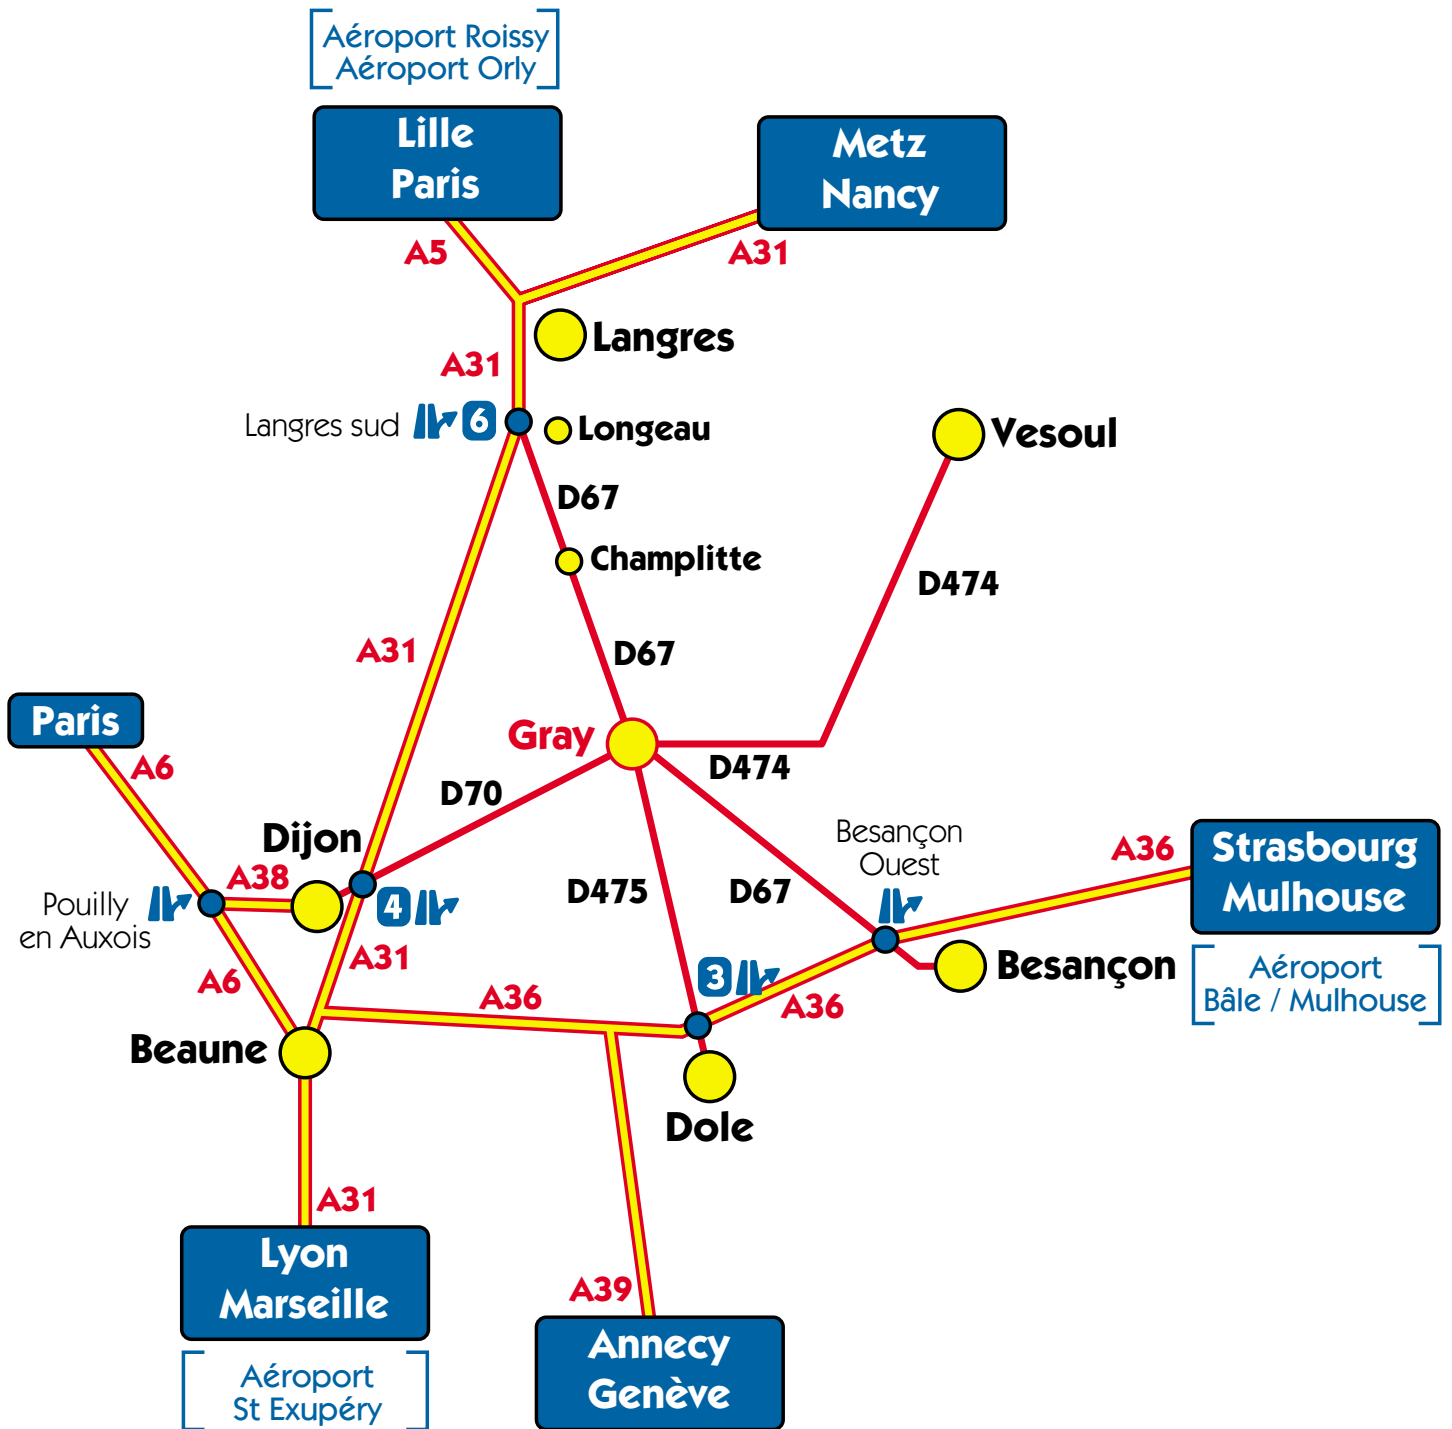 Aéroport Roissy
Aéroport Orly
Lille
Paris
Metz
Nancy
A5
A31
Langres
A31
Langres sud
6
Longeau
Vesoul
D67
Champlitte
D474
A31
D67
Paris
Gray
A6
D474
D70
Dijon
Besançon
Ouest
A36
Strasbourg
Mulhouse
A38
Pouilly
en Auxois
4
D475
D67
A31
A6
A36
3
A36
Besançon
Aéroport
Bâle / Mulhouse
Beaune
Dole
A31
Lyon
Marseille
A39
Annecy
Genève
Aéroport
St Exupéry